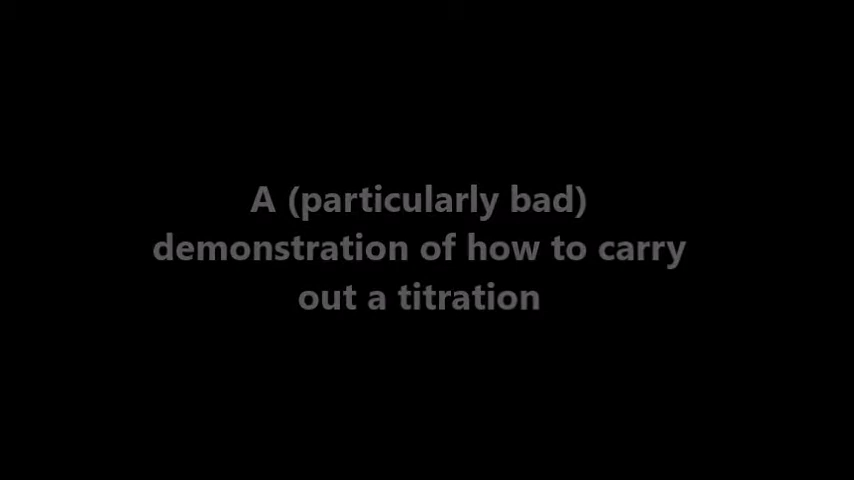 A (particularly bad)
demonstration of how to carry
out a titration